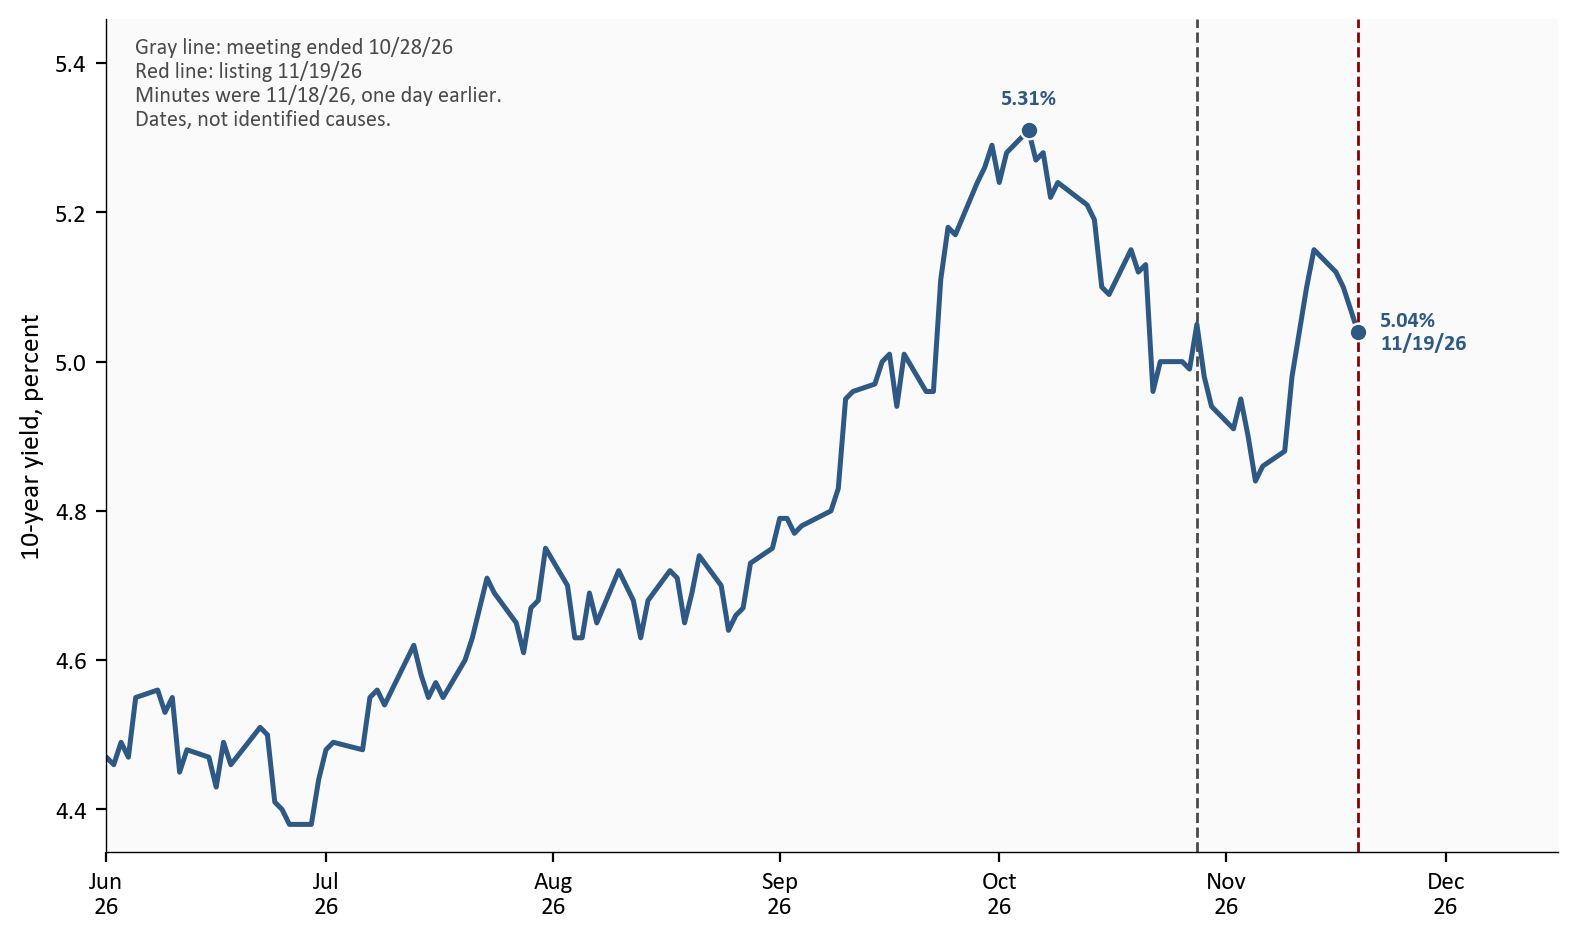 Gray line: meeting ended 10/28/26
Red line: listing 11/19/26
Minutes were 11/18/26, one day earlier.
Dates, not identified causes.
5.31%
5.04%
11/19/26
10-year yield, percent
5.4
5.2
5.0
4.8
4.6
4.4
Jun
26
Jul
26
Aug
26
Sep
26
Oct
26
Nov
26
Dec
26